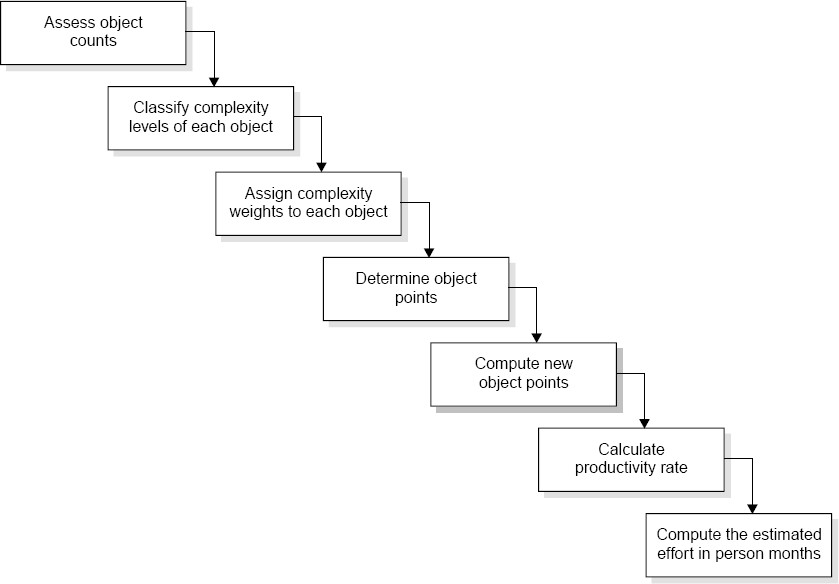 Assess object
counts
Classify complexity
levels of each object
Assign complexity
weights to each object
Determine object
points
Compute new
object points
Calculate
productivity rate
Compute the estimated
effort in person months